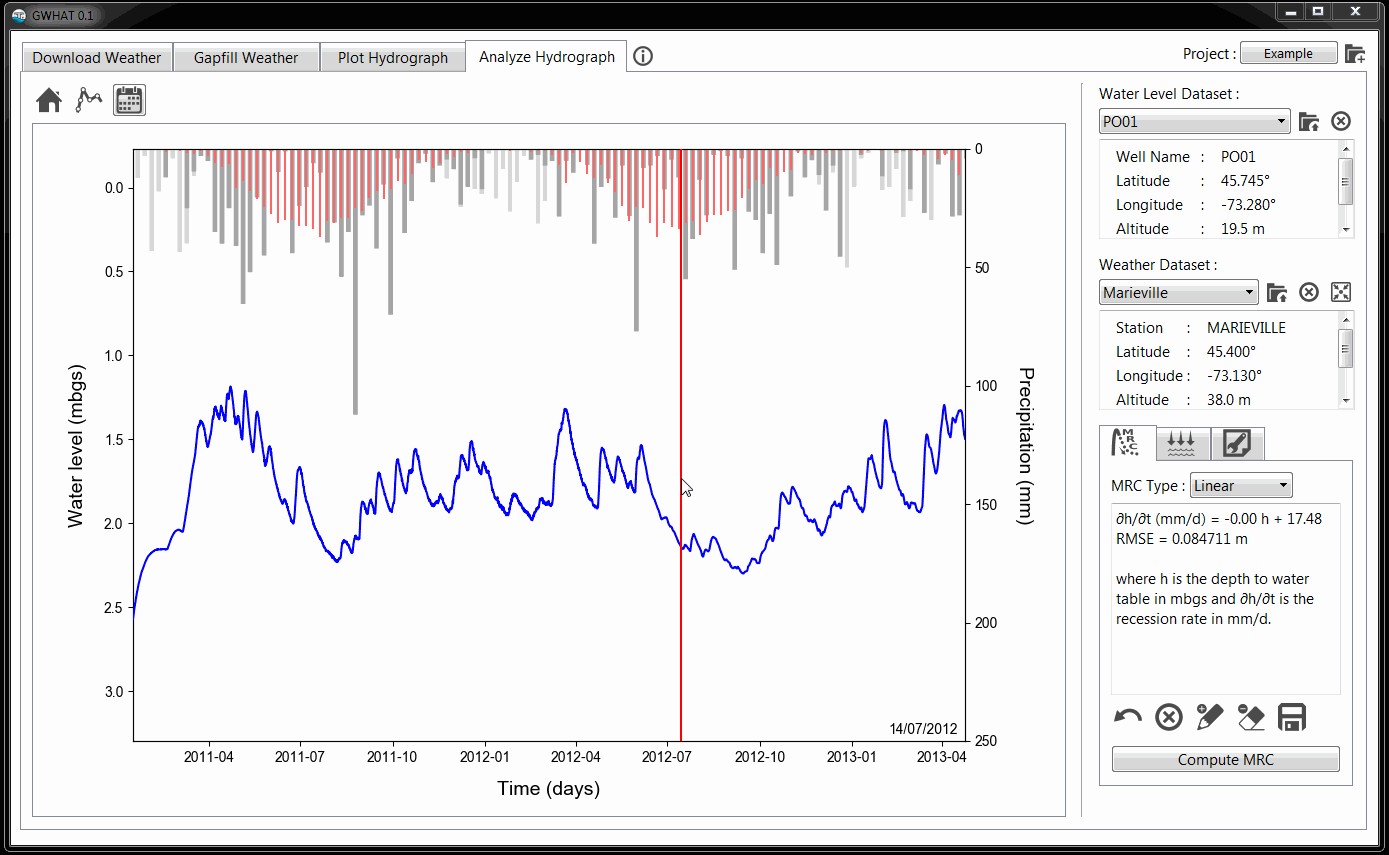 GWHAT 0.1
Download Weather
Gapfill Weather
Plot Hydrograph
Analyze Hydrograph
Project :
Example
0.0
0.5
1.0
1.5
2.0
2.5
3.0
Water level (mbgs)
0
50
100
150
200
250
Precipitation (mm)
14/07/2012
2011-04
2011-07
2011-10
2012-01
2012-04
2012-07
2012-10
2013-01
2013-04
Time (days)
Water Level Dataset :
PO01
Well Name : PO01
Latitude : 45.745°
Longitude : -73.280°
Altitude : 19.5 m
Weather Dataset :
Marieville
Station : MARIEVILLE
Latitude : 45.400°
Longitude : -73.130°
Altitude : 38.0 m
MRC
MRC Type : Linear
∂h/∂t (mm/d) = -0.00 h + 17.48
RMSE = 0.084711 m
where h is the depth to water
table in mbgs and ∂h/∂t is the
recession rate in mm/d.
Compute MRC